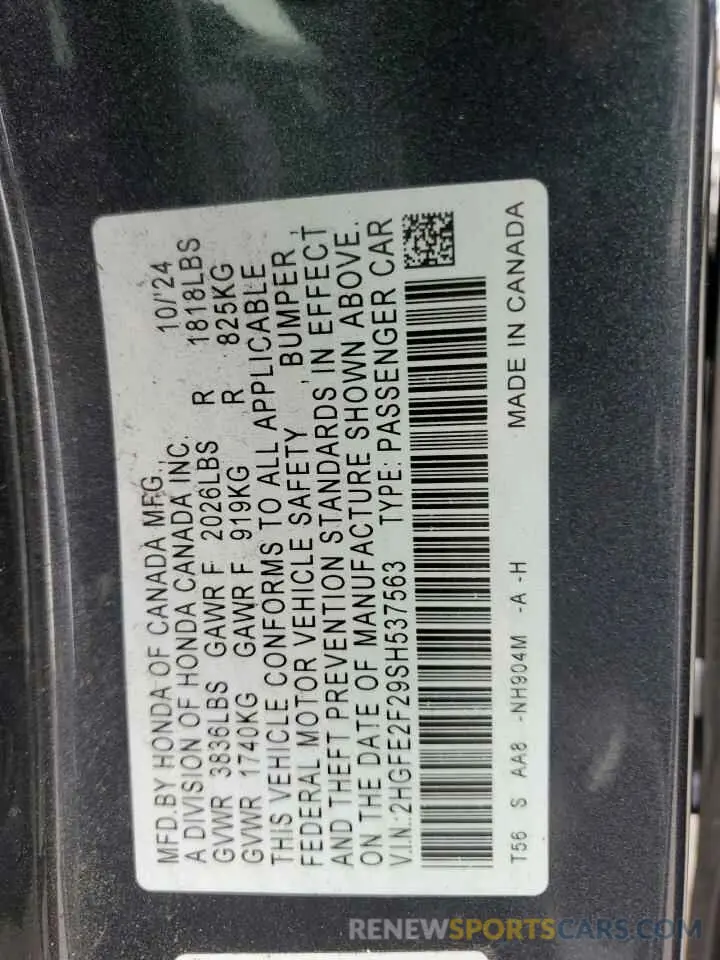 MFD.BY HONDA OF CANADA MFG., 10/'24
A DIVISION OF HONDA CANADA INC.
GVWR 3836LBS GAWR F 2026LBS R 1818LBS
GVWR 1740KG GAWR F 919KG R 825KG
THIS VEHICLE CONFORMS TO ALL APPLICABLE
FEDERAL MOTOR VEHICLE SAFETY , BUMPER ,
AND THEFT PREVENTION STANDARDS IN EFFECT
ON THE DATE OF MANUFACTURE SHOWN ABOVE.
V.I.N.:2HGFE2F29SH537563 TYPE: PASSENGER CAR
T56 S AA8 -NH904M -A -H MADE IN CANADA
RENEWSPORTSCARS.COM